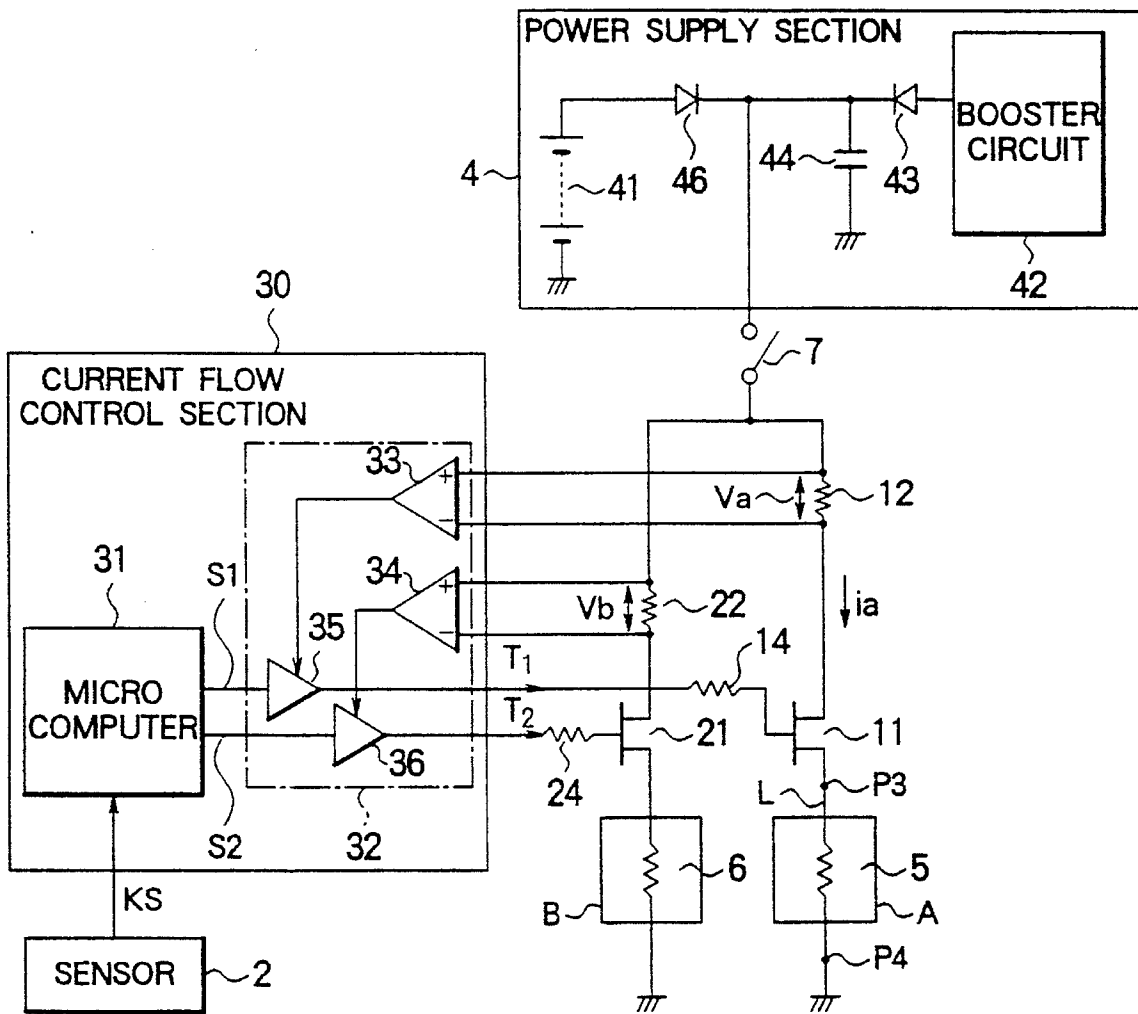 POWER SUPPLY SECTION
BOOSTER
CIRCUIT
4
41
46
44
43
42
30
7
CURRENT FLOW
CONTROL SECTION
33
+
−
Va
12
31
S1
34
+
−
Vb
22
ia
35
T1
14
MICRO
COMPUTER
T2
21
11
36
24
P3
L
S2
32
6
5
KS
B
A
SENSOR
2
P4